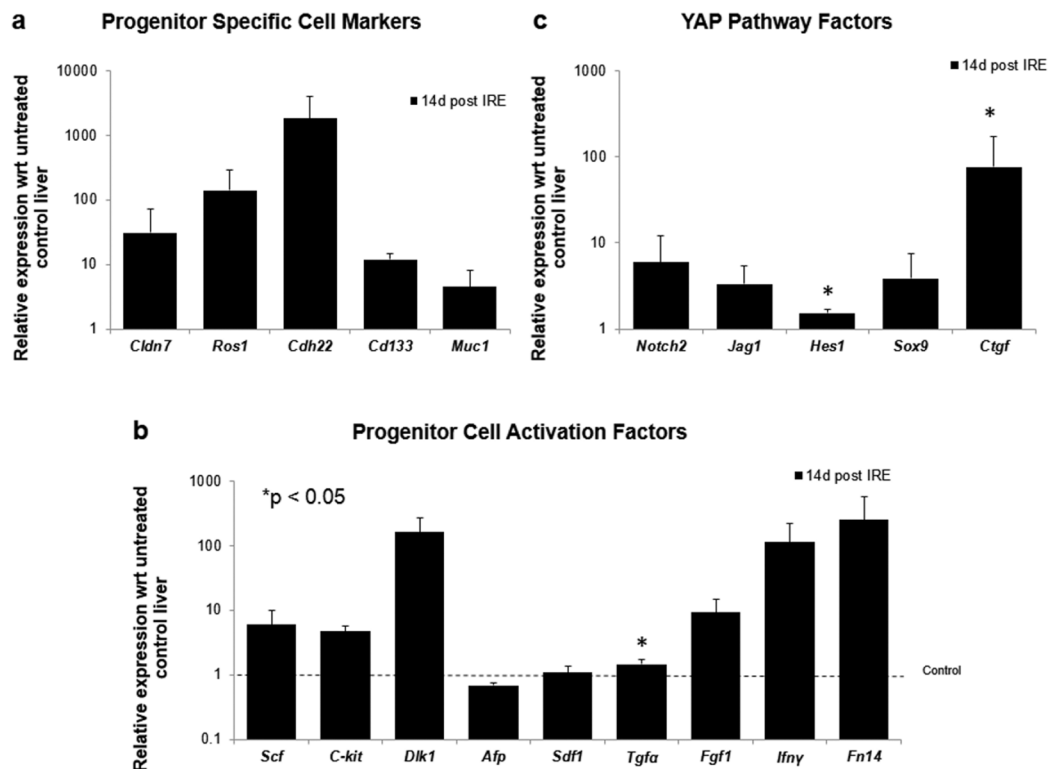 a
Progenitor Specific Cell Markers
Relative expression wrt untreated
control liver
10000
1000
100
10
1
14d post IRE
Cldn7 Ros1 Cdh22 Cd133 Muc1
c
YAP Pathway Factors
Relative expression wrt untreated
control liver
1000
100
10
1
14d post IRE
*
*
Notch2 Jag1 Hes1 Sox9 Ctgf
b
Progenitor Cell Activation Factors
Relative expression wrt untreated
control liver
1000
100
10
1
0.1
*p < 0.05
14d post IRE
*
Control
Scf C-kit Dlk1 Afp Sdf1 Tgfα Fgf1 Ifnγ Fn14